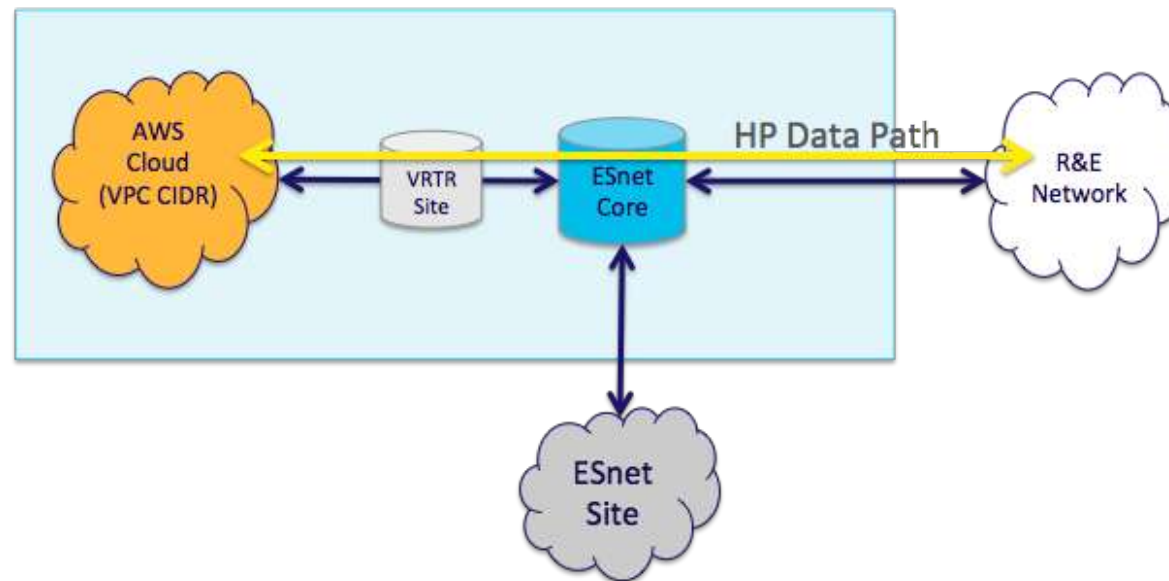 AWS
Cloud
(VPC CIDR)
VRTR
Site
ESnet
Core
HP Data Path
R&E
Network
ESnet
Site